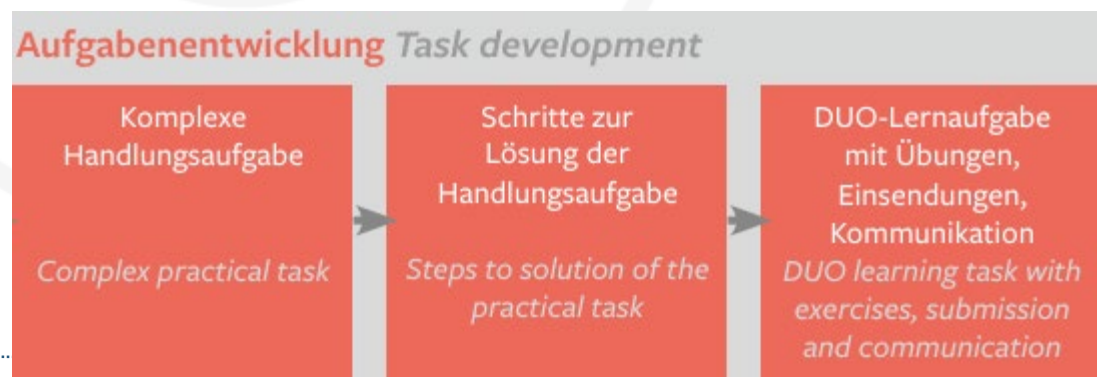 Aufgabenentwicklung Task development
Komplexe
Handlungsaufgabe
Complex practical task
Schritte zur
Lösung der
Handlungsaufgabe
Steps to solution of the
practical task
DUO-Lernaufgabe
mit Übungen,
Einsendungen,
Kommunikation
DUO learning task with
exercises, submission
and communication
..